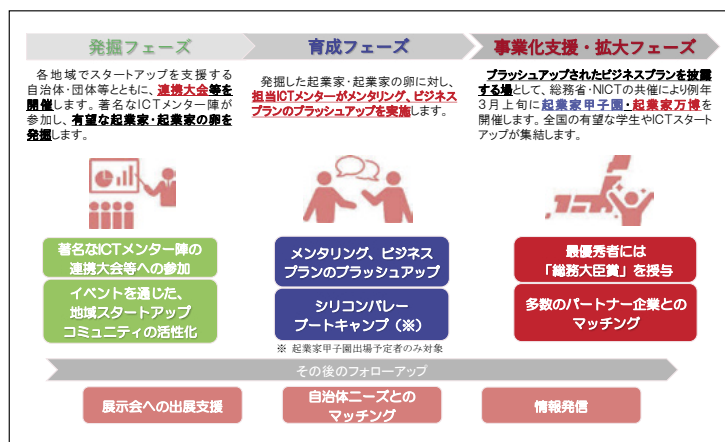 発掘フェーズ
育成フェーズ
事業化支援・拡大フェーズ
各地域でスタートアップを支援する
自治体・団体等とともに、連携大会等を
開催します。著名なICTメンター陣が
参加し、有望な起業家・起業家の卵を
発掘します。
発掘した起業家・起業家の卵に対し、
担当ICTメンターがメンタリング、ビジネス
プランのブラッシュアップを実施します。
ブラッシュアップされたビジネスプランを披露
する場として、総務省・NICTの共催により例年
3月上旬に起業家甲子園・起業家万博を
開催します。全国の有望な学生やICTスタート
アップが集結します。
著名なICTメンター陣の
連携大会等への参加
イベントを通じた、
地域スタートアップ
コミュニティの活性化
メンタリング、ビジネス
プランのブラッシュアップ
シリコンバレー
ブートキャンプ（※）
※ 起業家甲子園出場予定者のみ対象
最優秀者には
「総務大臣賞」を授与
多数のパートナー企業との
マッチング
その後のフォローアップ
展示会への出展支援
自治体ニーズとの
マッチング
情報発信